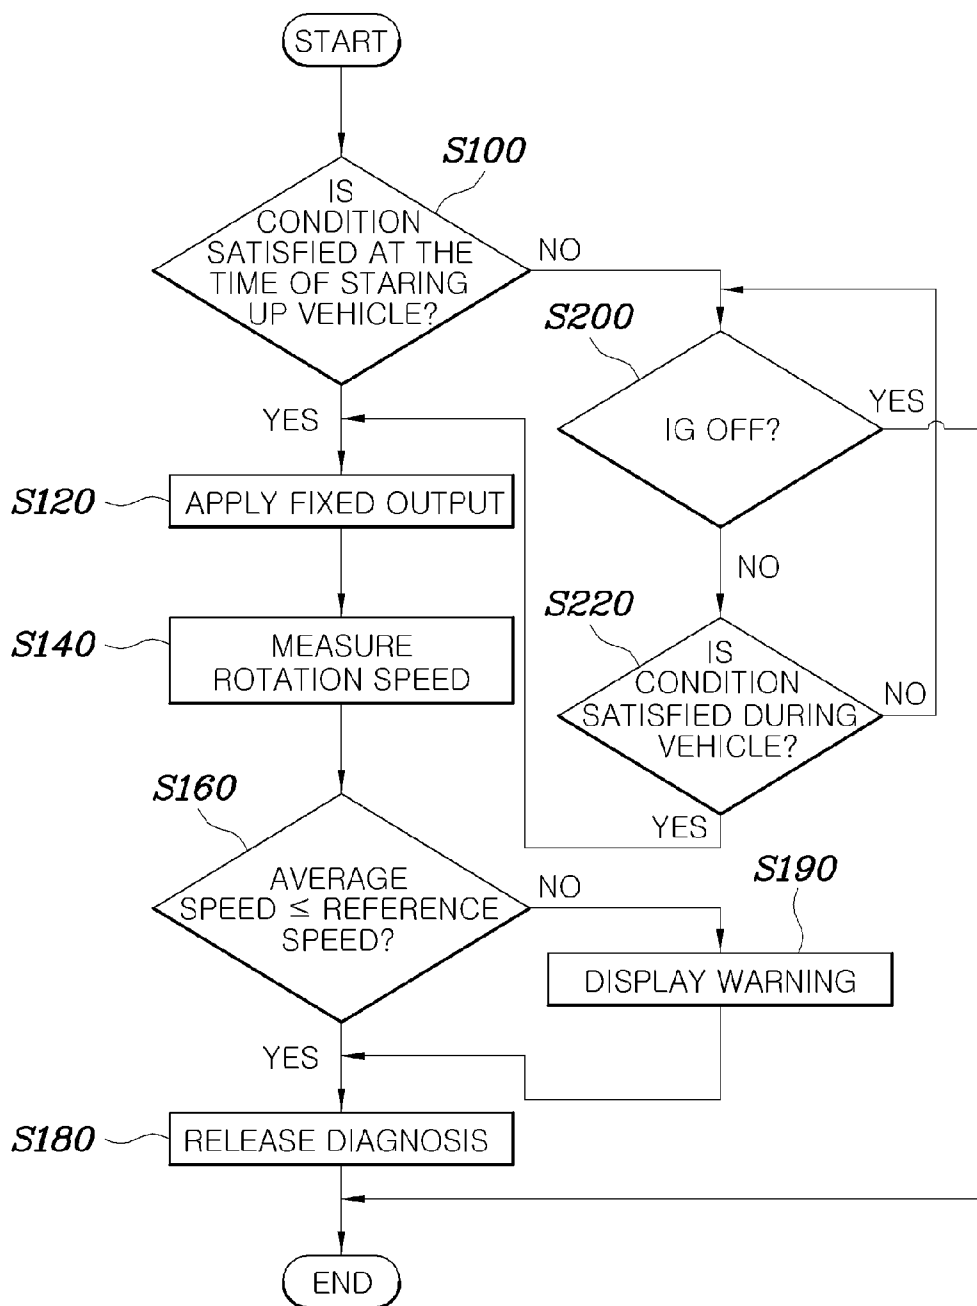 START
S100
IS
CONDITION
SATISFIED AT THE
TIME OF STARING
UP VEHICLE?
NO
YES
S200
IG OFF?
YES
NO
S120
APPLY FIXED OUTPUT
S140
MEASURE
ROTATION SPEED
S220
IS
CONDITION
SATISFIED DURING
VEHICLE?
NO
YES
S160
AVERAGE
SPEED ≤ REFERENCE
SPEED?
NO
YES
S190
DISPLAY WARNING
S180
RELEASE DIAGNOSIS
END